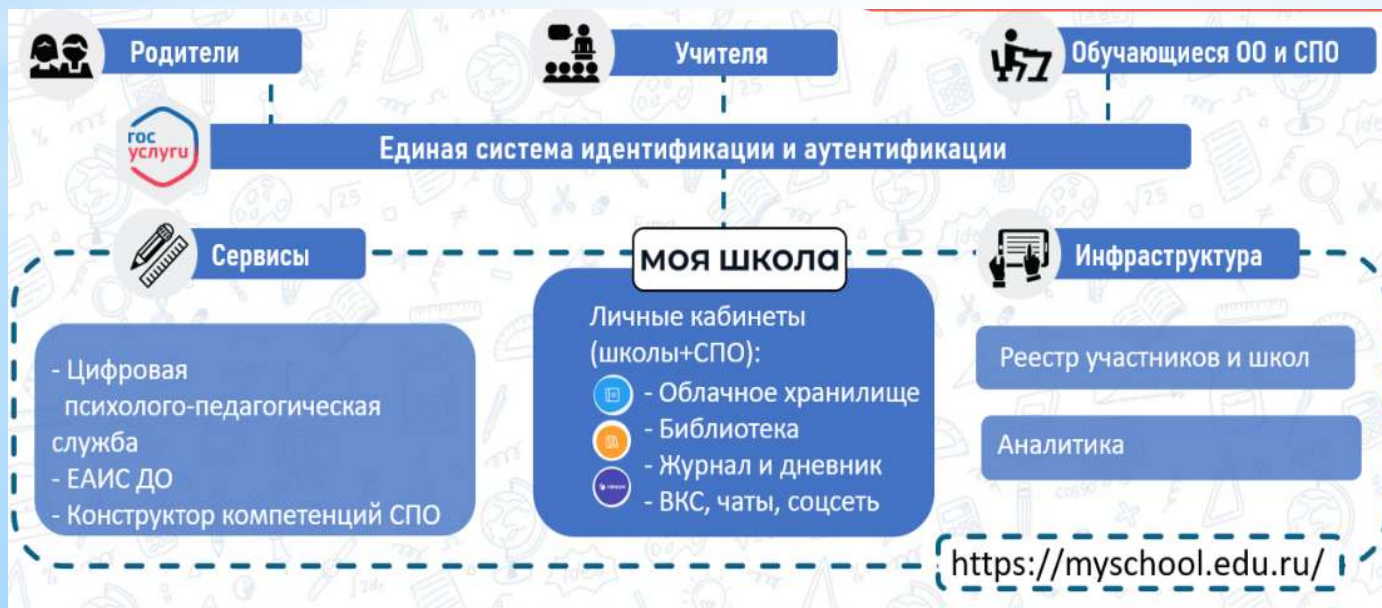 Родители
Учителя
Обучающиеся ОО и СПО
гос
услуги
Единая система идентификации и аутентификации
Сервисы
моя школа
Инфраструктура
- Цифровая
психолого-педагогическая
служба
- ЕАИС ДО
- Конструктор компетенций СПО
Личные кабинеты
(школы+СПО):
- Облачное хранилище
- Библиотека
- Журнал и дневник
- ВКС, чаты, соцсеть
Реестр участников и школ
Аналитика
https://myschool.edu.ru/